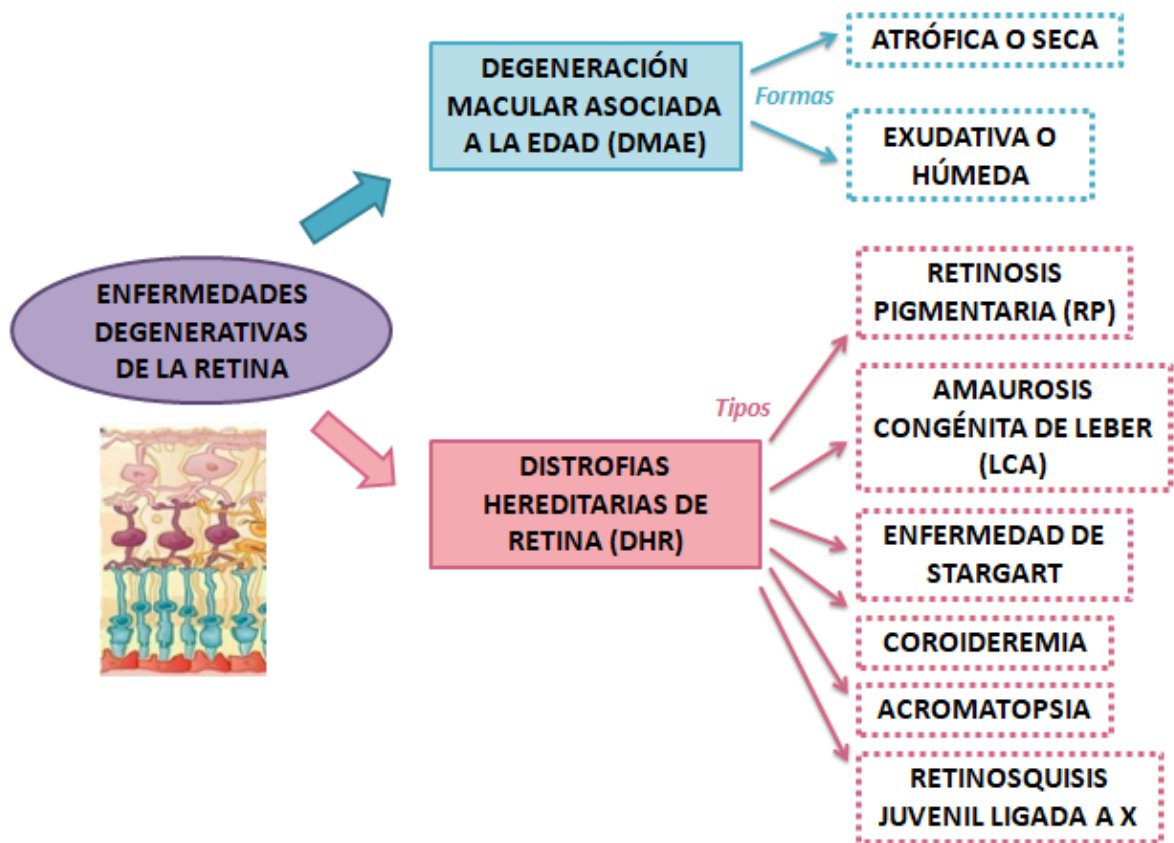 ENFERMEDADES
DEGENERATIVAS
DE LA RETINA
DEGENERACIÓN
MACULAR ASOCIADA
A LA EDAD (DMAE)
Formas
ATRÓFICA O SECA
EXUDATIVA O
HÚMEDA
DISTROFIAS
HEREDITARIAS DE
RETINA (DHR)
Tipos
RETINOSIS
PIGMENTARIA (RP)
AMAUROSIS
CONGÉNITA DE LEBER
(LCA)
ENFERMEDAD DE
STARGART
COROIDEREMIA
ACROMATOPSIA
RETINOSQUISIS
JUVENIL LIGADA A X